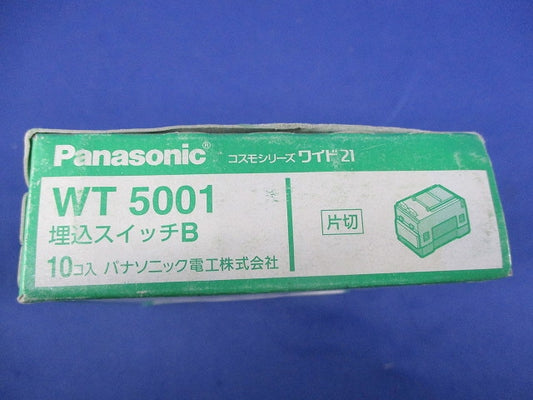 Panasonic® コスモシリーズ ワイド21
WT 5001
埋込スイッチB
片切
10コ入 パナソニック電工株式会社